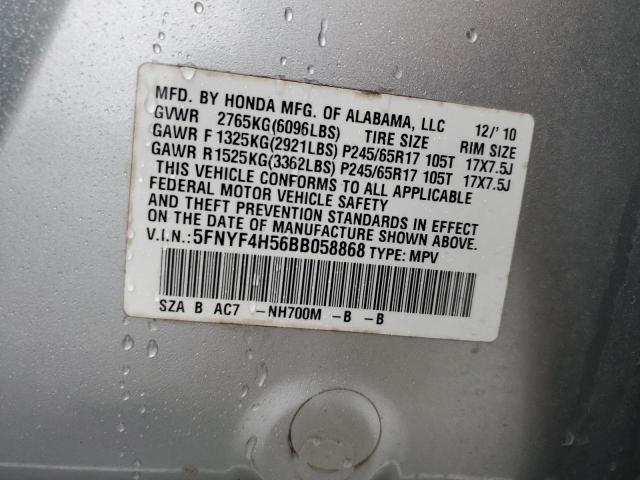 MFD. BY HONDA MFG. OF ALABAMA, LLC 12/'10
GVWR 2765KG(6096LBS) TIRE SIZE RIM SIZE
GAWR F 1325KG(2921LBS) P245/65R17 105T 17X7.5J
GAWR R 1525KG(3362LBS) P245/65R17 105T 17X7.5J
THIS VEHICLE CONFORMS TO ALL APPLICABLE
FEDERAL MOTOR VEHICLE SAFETY
AND THEFT PREVENTION STANDARDS IN EFFECT
ON THE DATE OF MANUFACTURE SHOWN ABOVE.
V.I.N.: 5FNYF4H56BB058868 TYPE: MPV
SZA B AC7 -NH700M -B -B